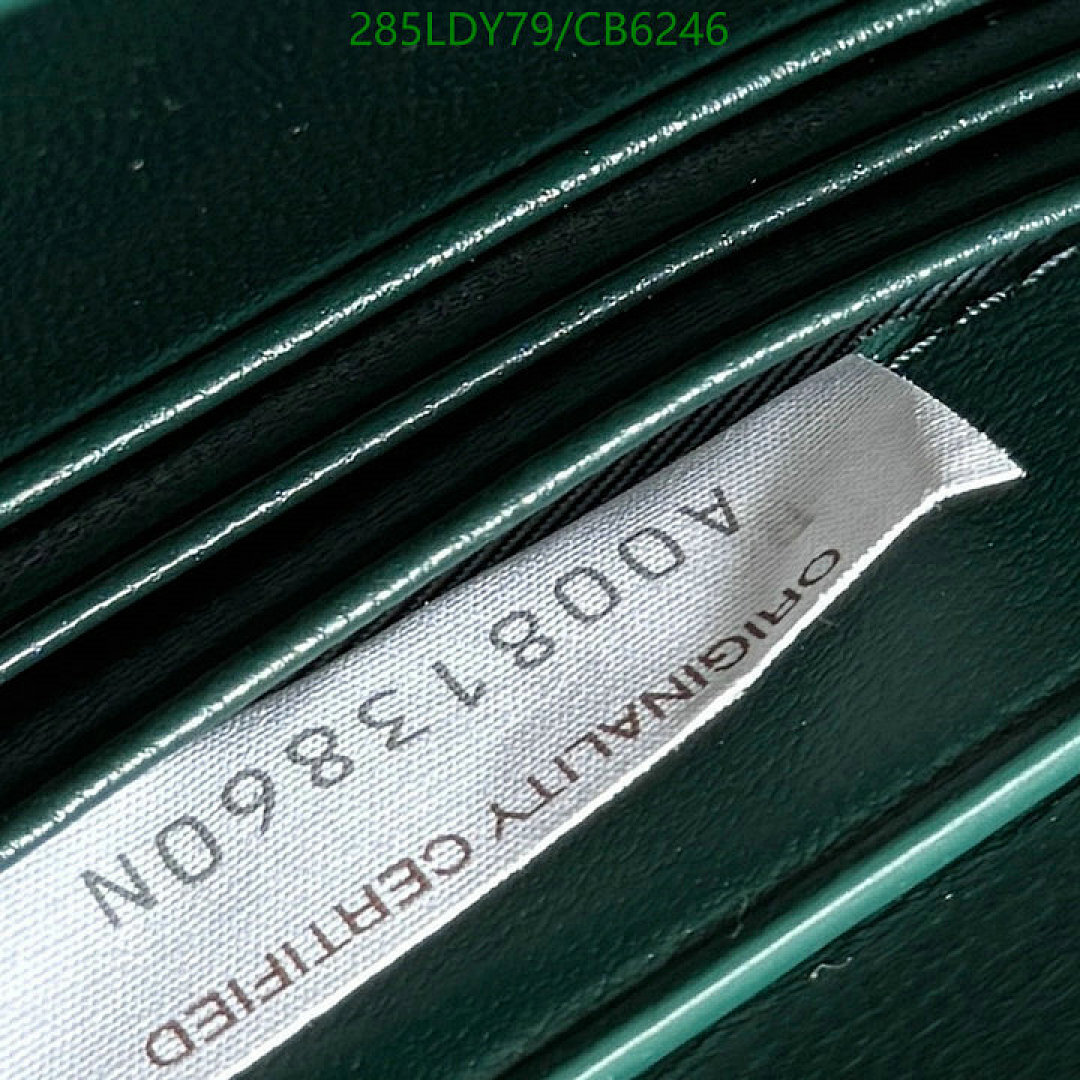 285LDY79/CB6246
ORIGINALITY CERTIFIED
A00813860N